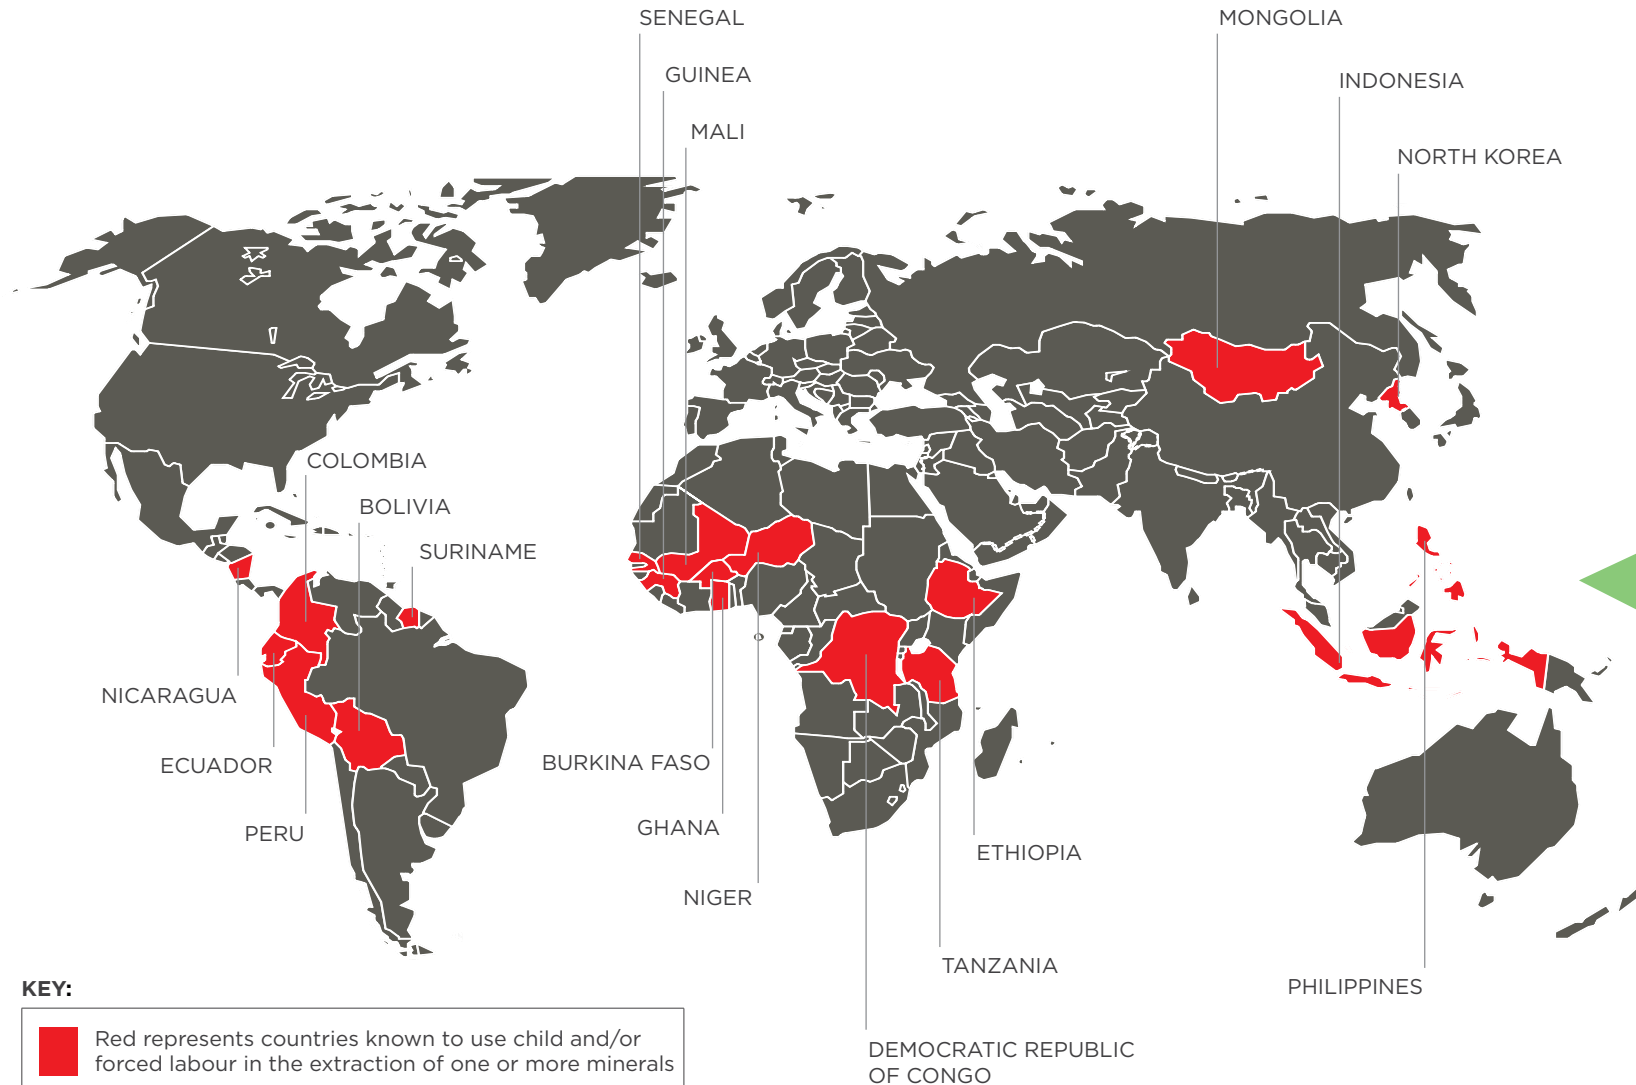 SENEGAL
MONGOLIA
GUINEA
INDONESIA
MALI
NORTH KOREA
COLOMBIA
BOLIVIA
SURINAME
NICARAGUA
ECUADOR
BURKINA FASO
PERU
GHANA
ETHIOPIA
NIGER
TANZANIA
PHILIPPINES
KEY:
Red represents countries known to use child and/or
forced labour in the extraction of one or more minerals
DEMOCRATIC REPUBLIC
OF CONGO